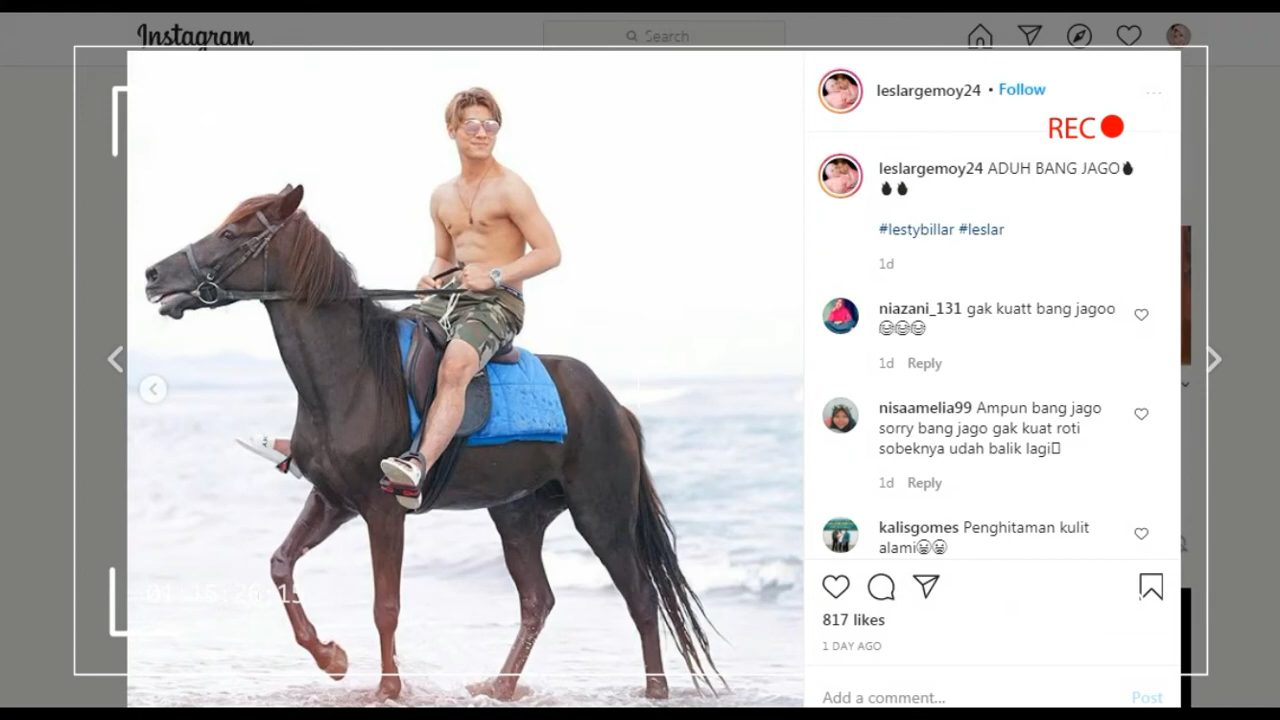 Instagram
Search
leslargemoy24 • Follow
REC
leslargemoy24 ADUH BANG JAGO🔥
🔥🔥
#lestybillar #leslar
1d
niazani_131 gak kuatt bang jagoo
😂😂😂
1d Reply
nisaamelia99 Ampun bang jago
sorry bang jago gak kuat roti
sobeknya udah balik lagi▯
1d Reply
kalisgomes Penghitaman kulit
alami😂😂
817 likes
1 DAY AGO
Add a comment... Post